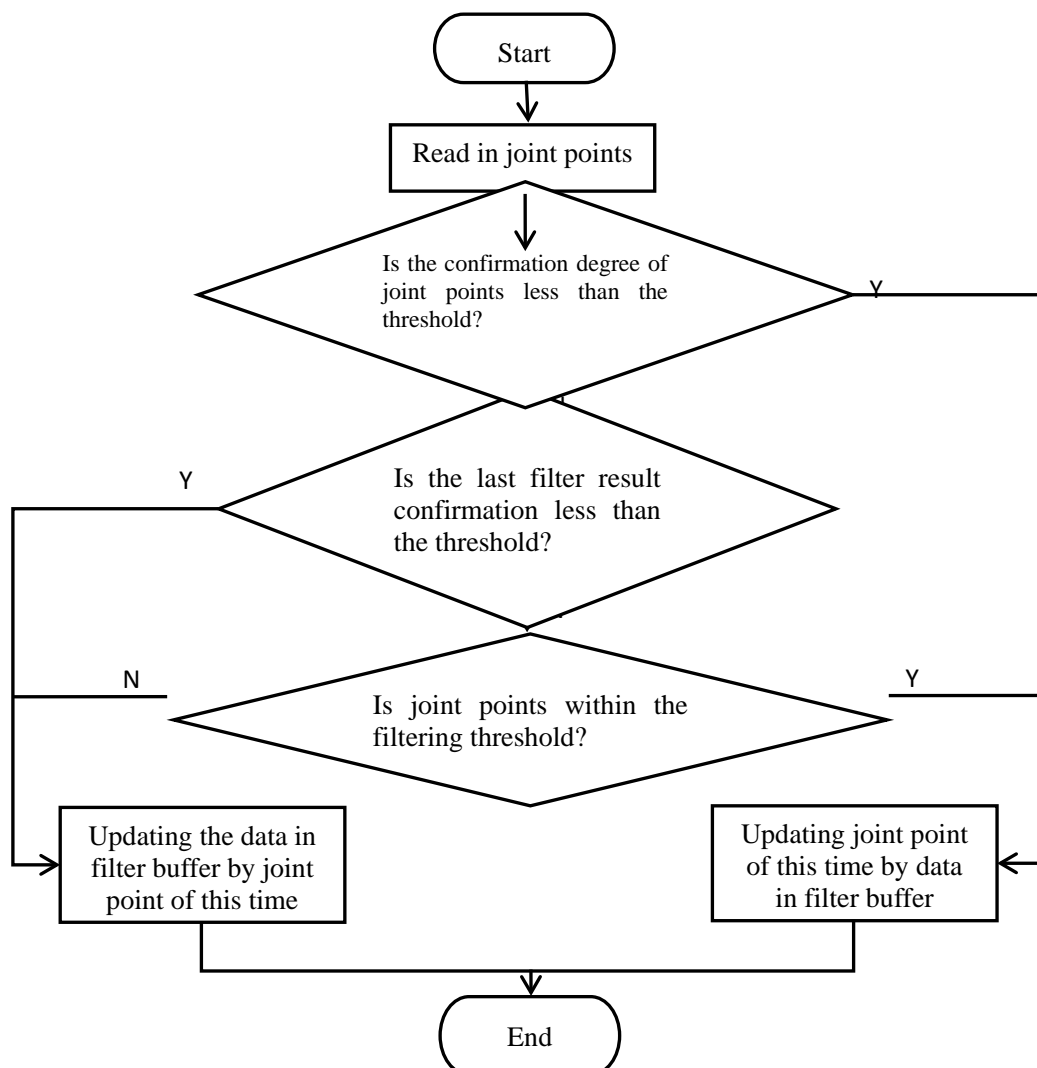 Start
Read in joint points
Is the confirmation degree of
joint points less than the
threshold?
Y
Is the last filter result
confirmation less than
the threshold?
Y
Is joint points within the
filtering threshold?
N
Y
Updating the data in
filter buffer by joint
point of this time
Updating joint point
of this time by data
in filter buffer
End